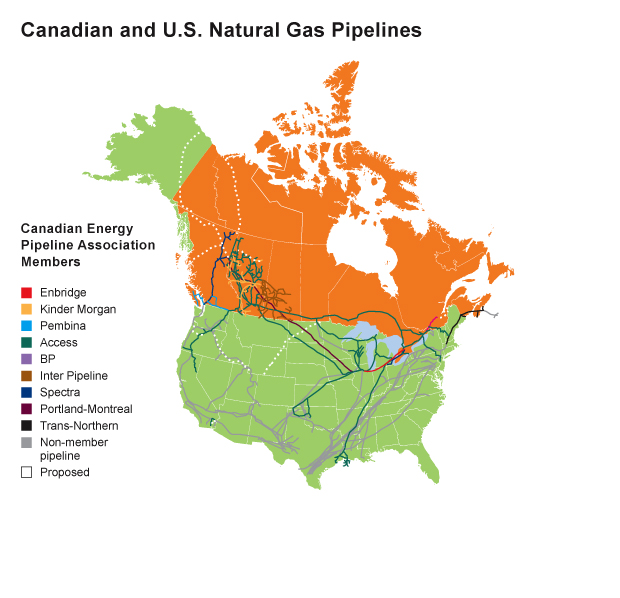 Canadian and U.S. Natural Gas Pipelines
Canadian Energy
Pipeline Association
Members
Enbridge
Kinder Morgan
Pembina
Access
BP
Inter Pipeline
Spectra
Portland-Montreal
Trans-Northern
Non-member
pipeline
Proposed